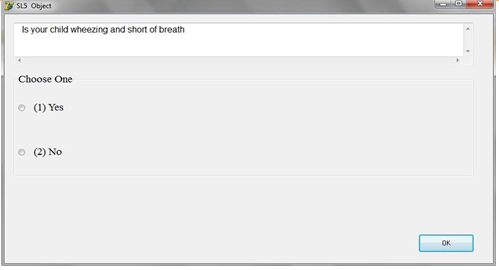 SL5 Object
Is your child wheezing and short of breath
Choose One
(1) Yes
(2) No
OK